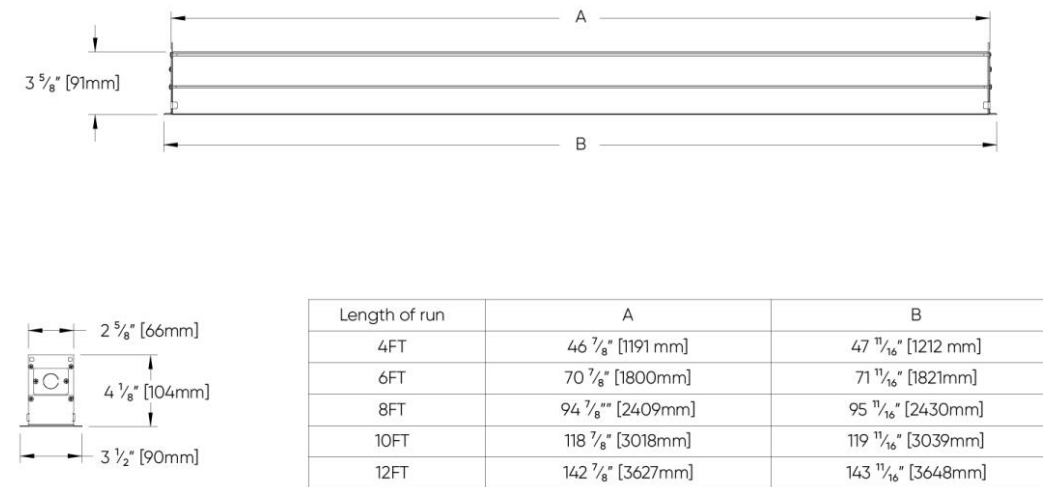 A
3 5/8" [91mm]
B
2 5/8" [66mm]
4 1/8" [104mm]
3 1/2" [90mm]
Length of run A B
4FT 46 7/8" [1191 mm] 47 11/16" [1212 mm]
6FT 70 7/8" [1800mm] 71 11/16" [1821mm]
8FT 94 7/8"" [2409mm] 95 11/16" [2430mm]
10FT 118 7/8" [3018mm] 119 11/16" [3039mm]
12FT 142 7/8" [3627mm] 143 11/16" [3648mm]